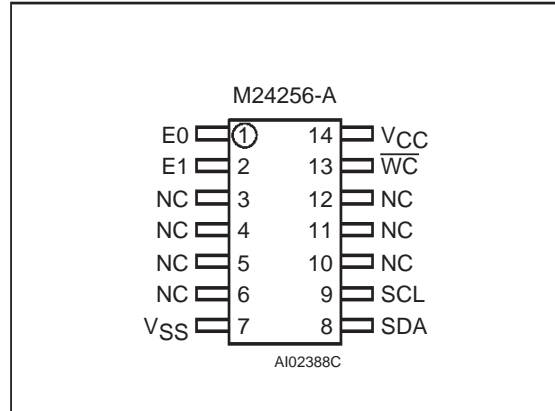 M24256-A
E0 1 14 VCC
E1 2 13 W̅C̅
NC 3 12 NC
NC 4 11 NC
NC 5 10 NC
NC 6 9 SCL
VSS 7 8 SDA
AI02388C